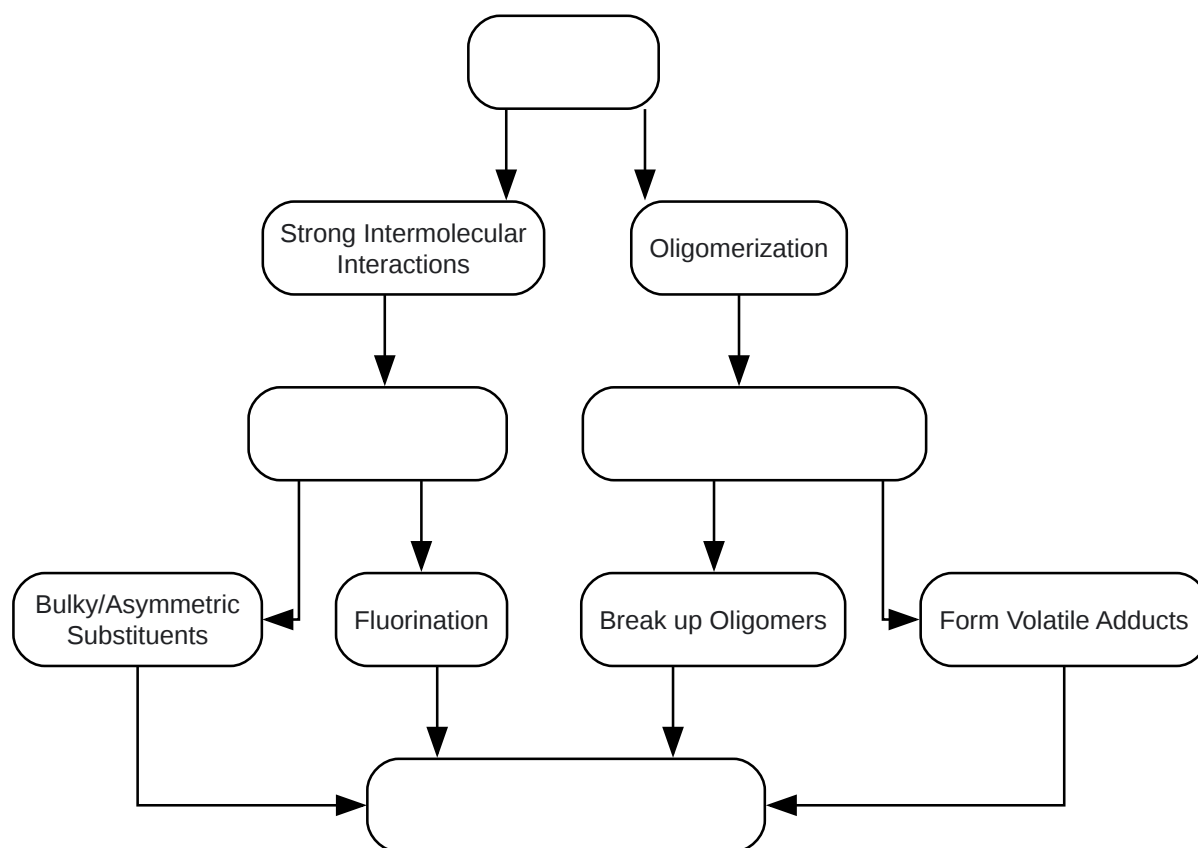 Strong Intermolecular
Interactions
Oligomerization
Bulky/Asymmetric
Substituents
Fluorination
Break up Oligomers
Form Volatile Adducts